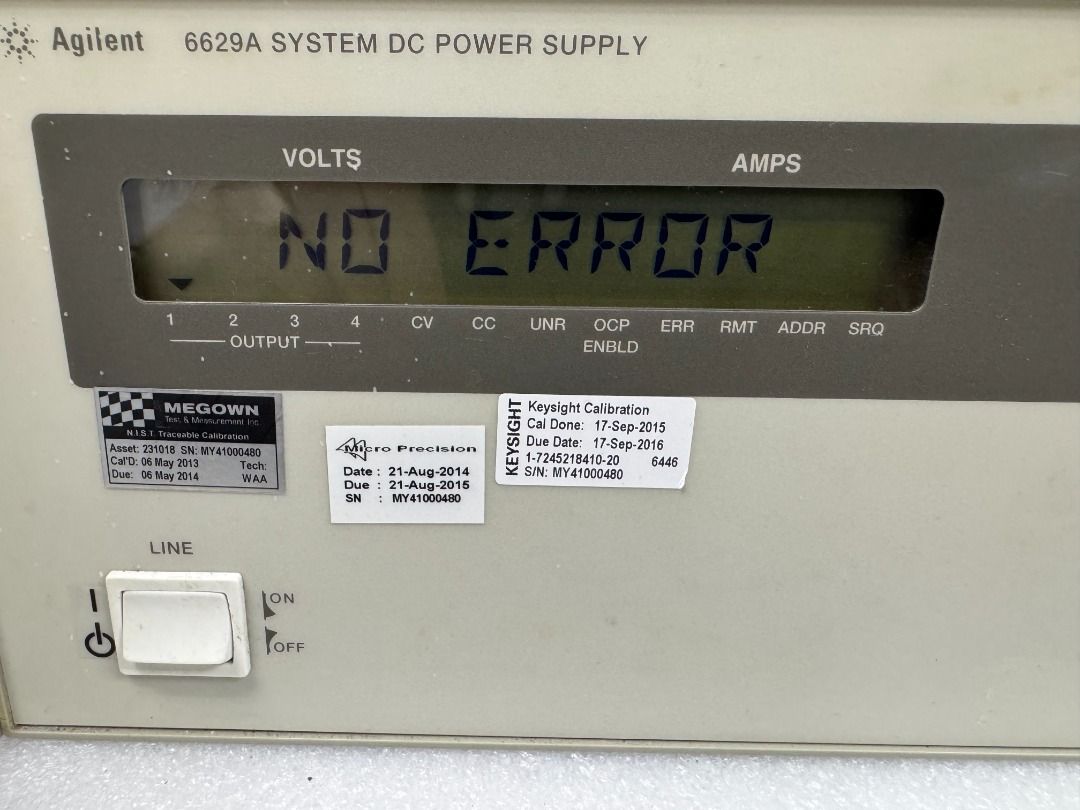 Agilent 6629A SYSTEM DC POWER SUPPLY
VOLTS AMPS
NO ERROR
1 2 3 4 CV CC UNR OCP ERR RMT ADDR SRQ
OUTPUT ENBLD
MEGOWN
Test & Measurement Inc
N.I.S.T. Traceable Calibration
Asset: 231018 SN: MY41000480
Cal'D: 06 May 2013 Tech:
Due: 06 May 2014 WAA
Micro Precision
Date : 21-Aug-2014
Due : 21-Aug-2015
SN : MY41000480
KEYSIGHT
Keysight Calibration
Cal Done: 17-Sep-2015
Due Date: 17-Sep-2016
1-7245218410-20 6446
S/N: MY41000480
LINE
ON
OFF